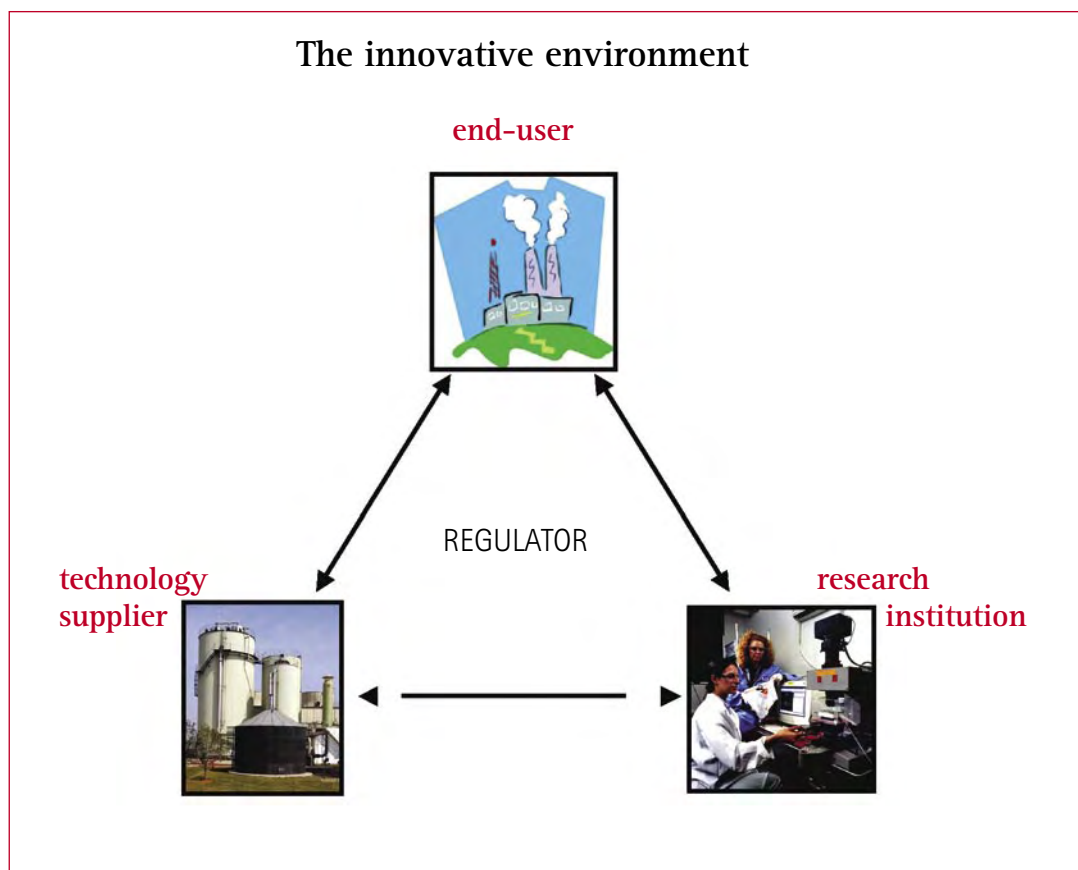 The innovative environment
end-user
REGULATOR
technology
supplier
research
institution